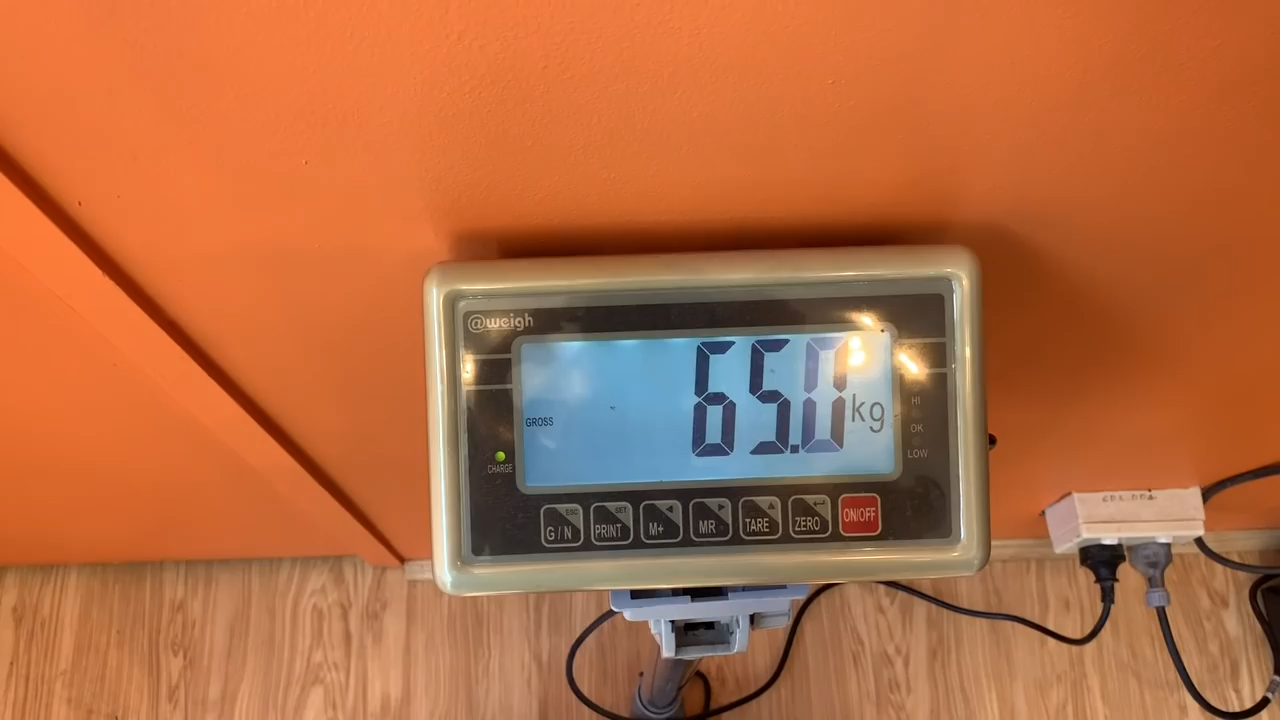 @weigh
65.0 kg
GROSS
HI
OK
LOW
CHARGE
ESC
G / N
SET
PRINT
M+
MR
TARE
ZERO
ON/OFF